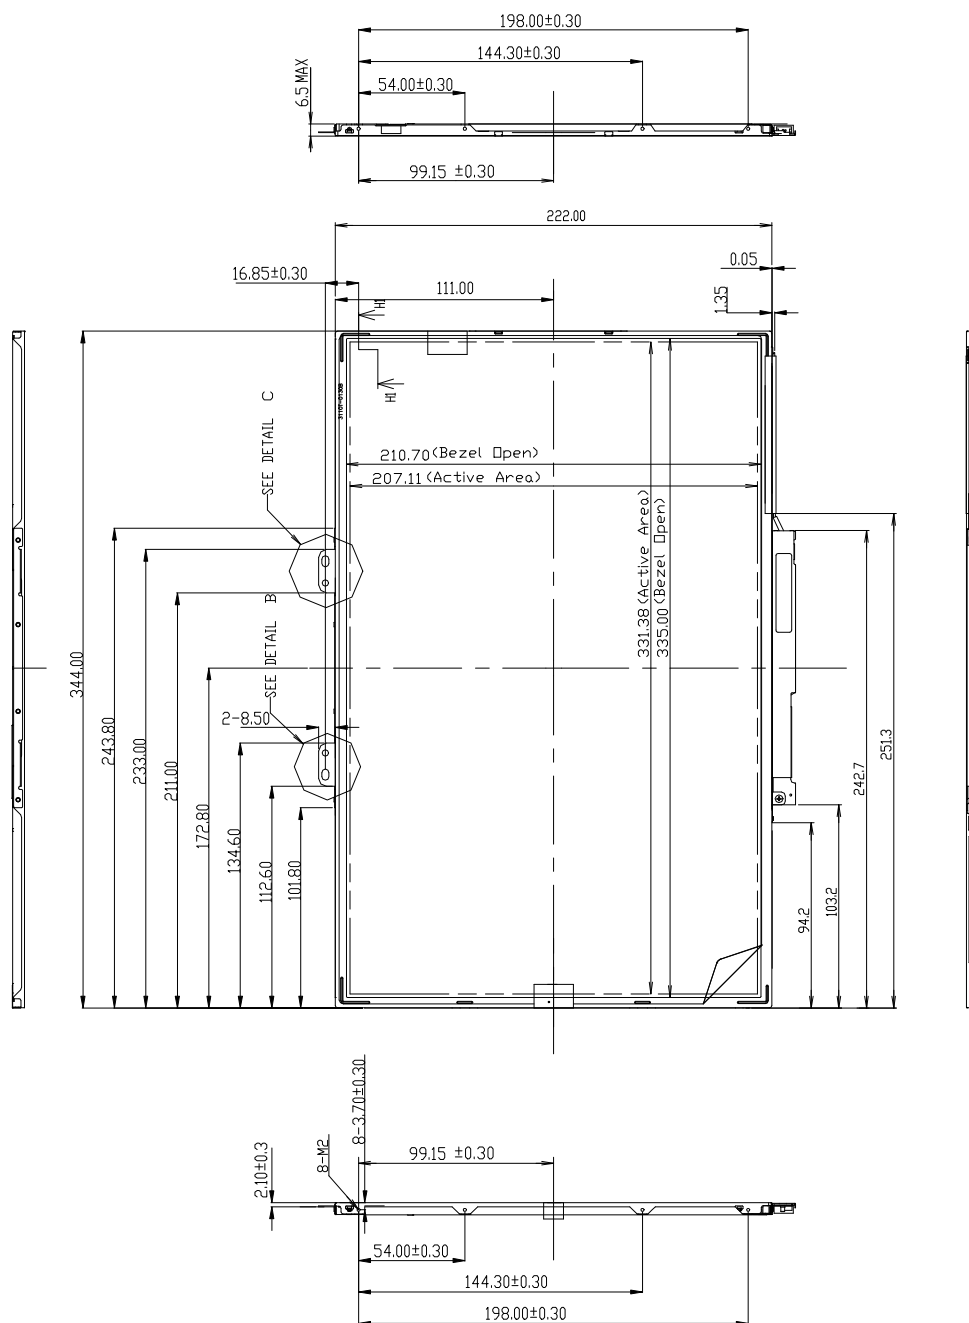 198.00±0.30
144.30±0.30
54.00±0.30
6.5 MAX
99.15 ±0.30
222.00
0.05
16.85±0.30
111.00
1.35
H1
H1
SEE DETAIL C
210.70(Bezel Open)
207.11(Active Area)
331.38(Active Area)
335.00(Bezel Open)
SEE DETAIL B
2-8.50
344.00
243.80
233.00
211.00
172.80
134.60
112.60
101.80
251.3
242.7
103.2
94.2
8-3.70±0.30
8-M2
2.10±0.3
99.15 ±0.30
54.00±0.30
144.30±0.30
198.00±0.30